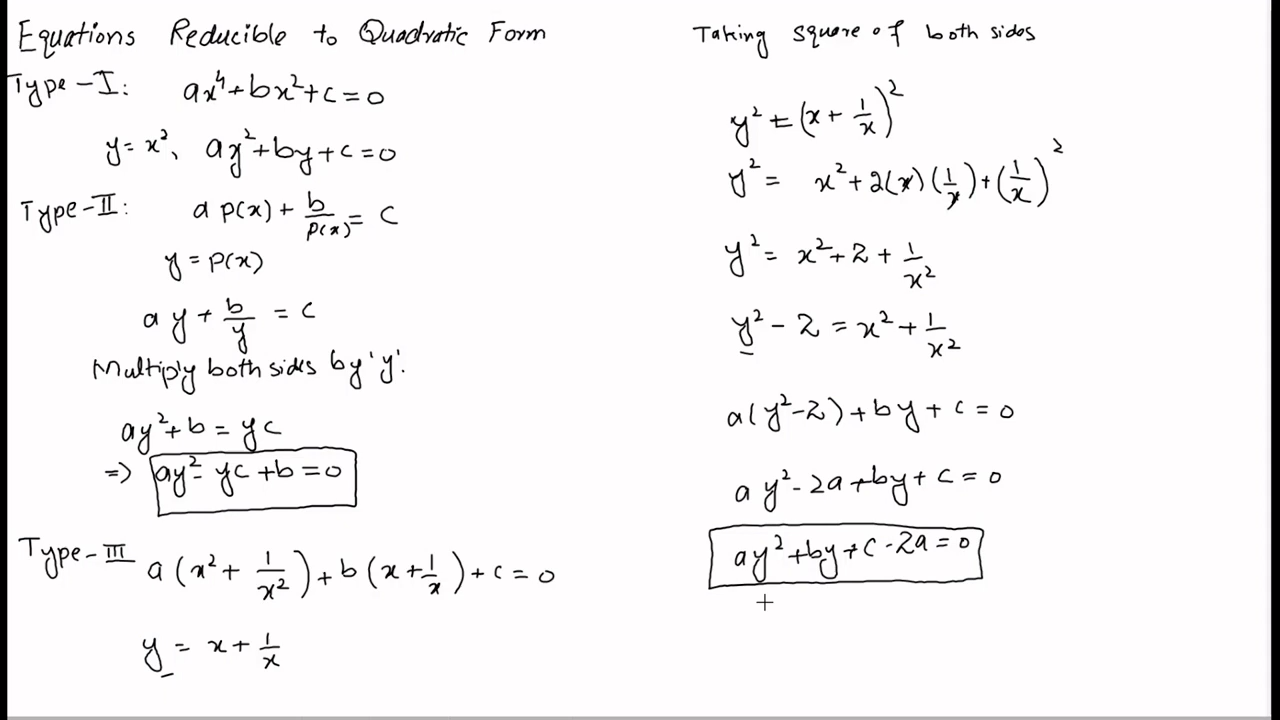 Equations Reducible to Quadratic Form
Type-I: ax⁴+bx²+c=0
y=x², ay²+by+c=0
Type-II: a p(x) + b/p(x) = c
y = p(x)
a y + b/y = c
Multiply both sides by 'y'.
ay²+b = yc
=> ay²-yc+b=0
Type-III a(x²+1/x²)+b(x+1/x)+c=0
y = x+1/x
Taking square of both sides
y² = (x+1/x)²
y² = x²+2(x)(1/x)+(1/x)²
y² = x²+2+1/x²
y²-2 = x²+1/x²
a(y²-2)+by+c=0
ay²-2a+by+c=0
ay²+by+c-2a=0